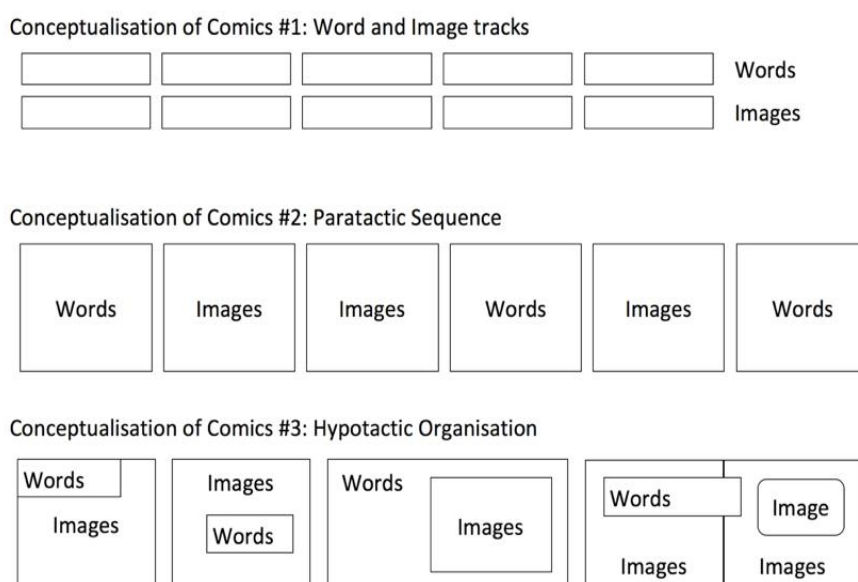 Conceptualisation of Comics #1: Word and Image tracks
Words
Images
Conceptualisation of Comics #2: Paratactic Sequence
Words Images Images Words Images Words
Conceptualisation of Comics #3: Hypotactic Organisation
Words
Images
Images
Words
Words
Images
Words
Image
Images
Images